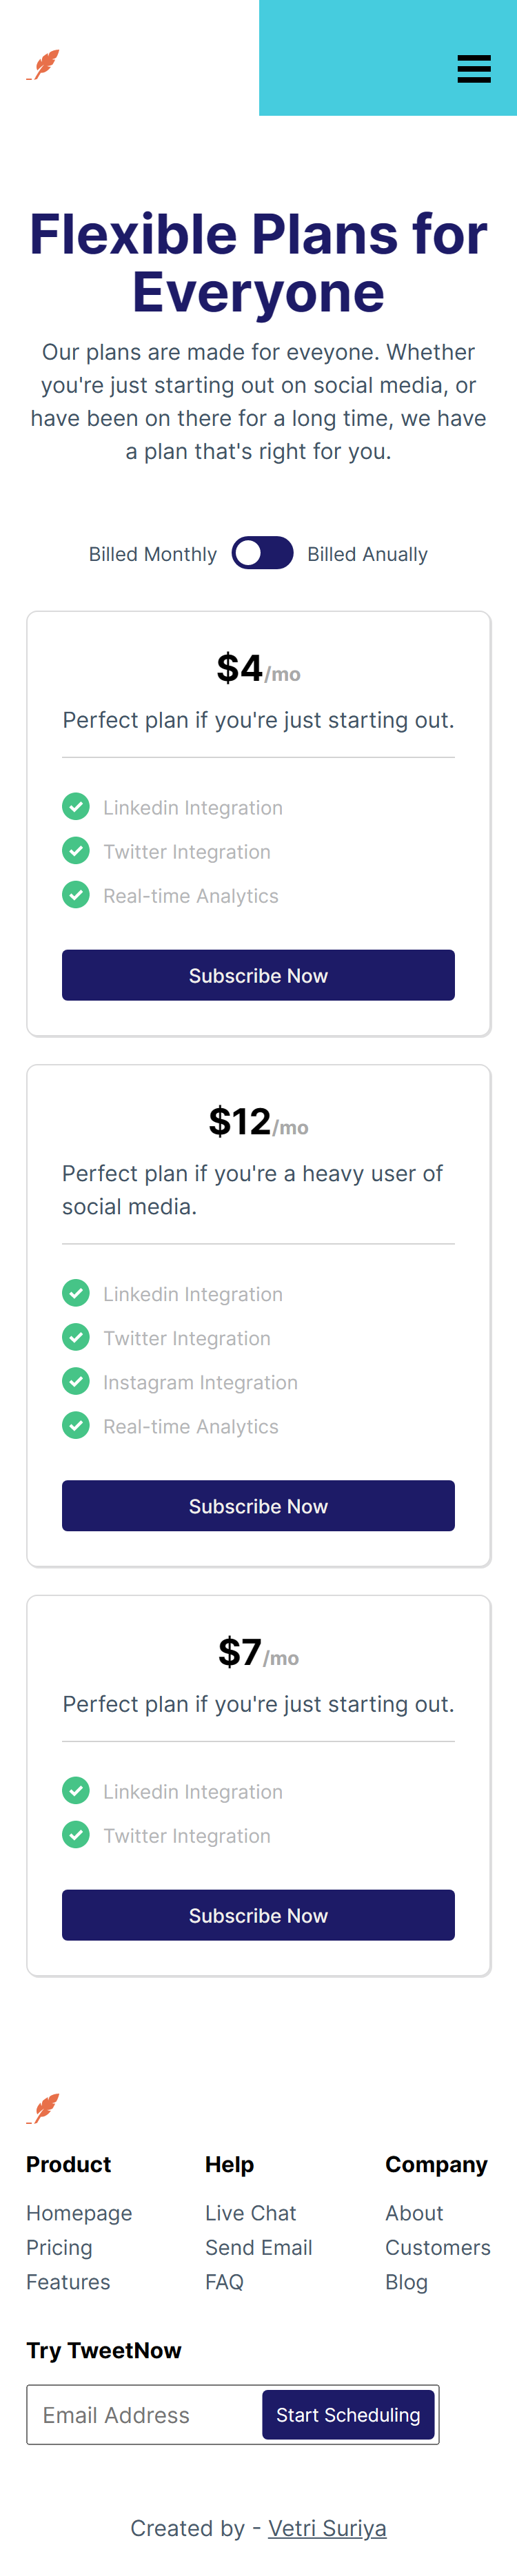 Flexible Plans for
Everyone
Our plans are made for eveyone. Whether
you're just starting out on social media, or
have been on there for a long time, we have
a plan that's right for you.
Billed Monthly Billed Anually
$4/mo
Perfect plan if you're just starting out.
Linkedin Integration
Twitter Integration
Real-time Analytics
Subscribe Now
$12/mo
Perfect plan if you're a heavy user of
social media.
Linkedin Integration
Twitter Integration
Instagram Integration
Real-time Analytics
Subscribe Now
$7/mo
Perfect plan if you're just starting out.
Linkedin Integration
Twitter Integration
Subscribe Now
Product
Homepage
Pricing
Features
Help
Live Chat
Send Email
FAQ
Company
About
Customers
Blog
Try TweetNow
Email Address Start Scheduling
Created by - Vetri Suriya